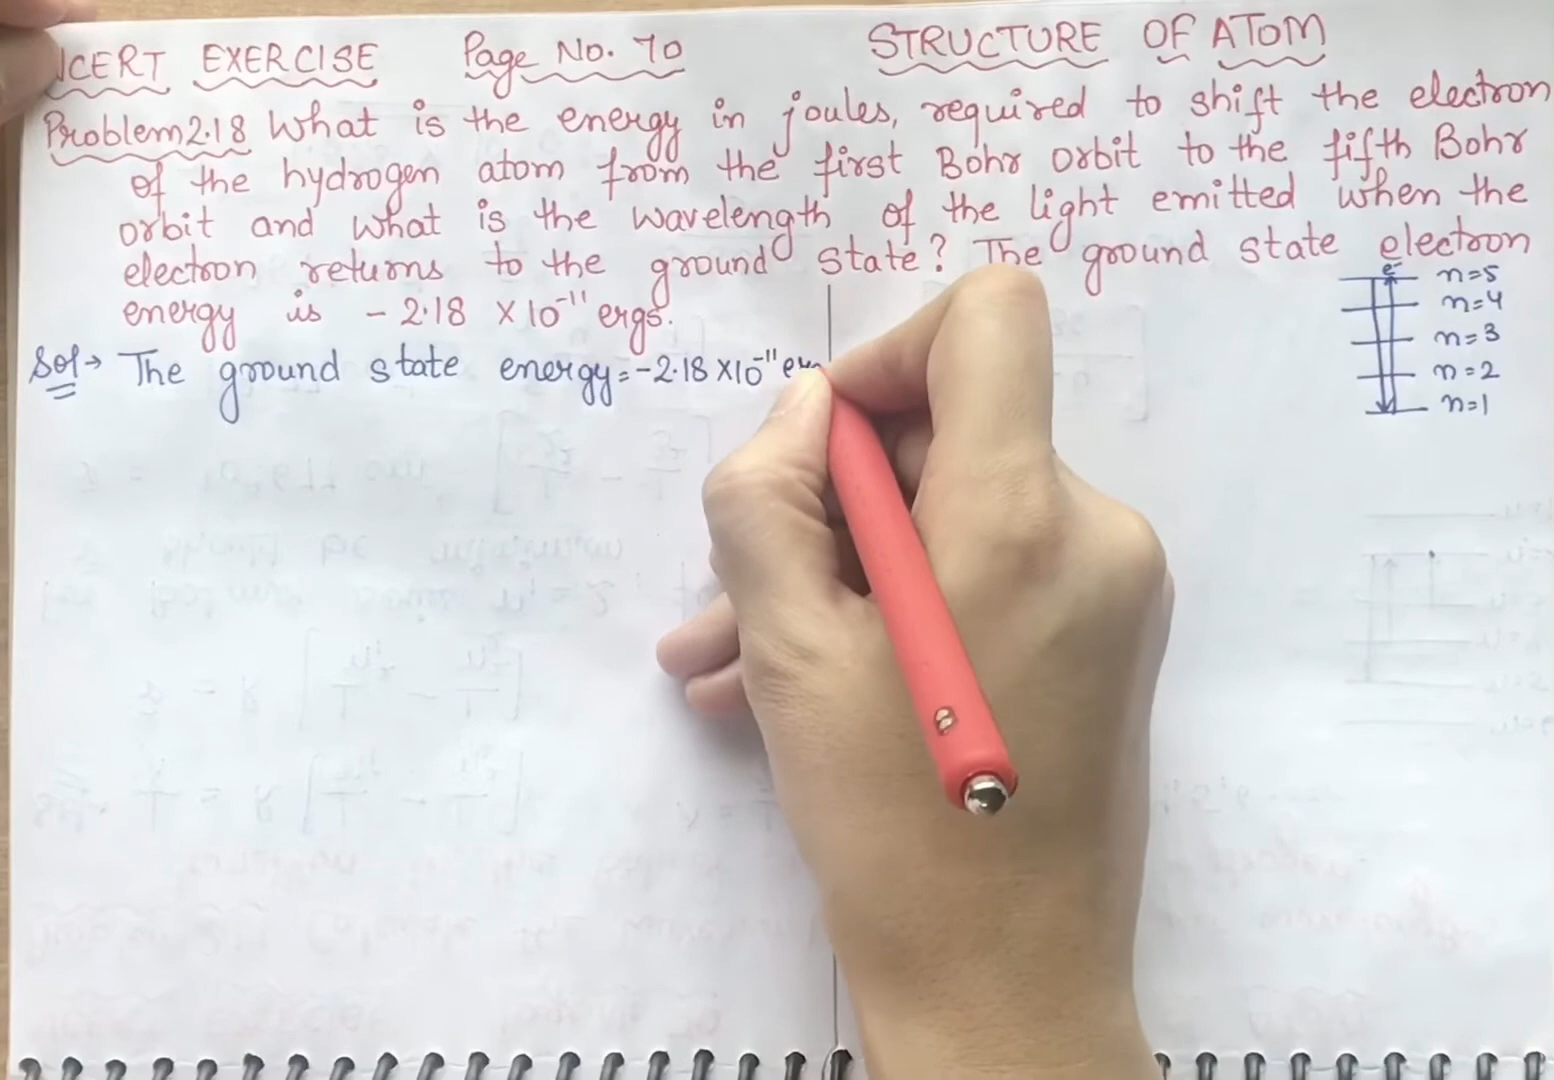 NCERT EXERCISE Page No. 70 STRUCTURE OF ATOM
Problem 2.18 What is the energy in joules, required to shift the electron
of the hydrogen atom from the first Bohr orbit to the fifth Bohr
orbit and what is the wavelength of the light emitted when the
electron returns to the ground state? The ground state electron
energy is - 2.18 × 10⁻¹¹ ergs.
e⁻ n=5
n=4
n=3
n=2
n=1
Sol→ The ground state energy = -2.18 ×10⁻¹¹